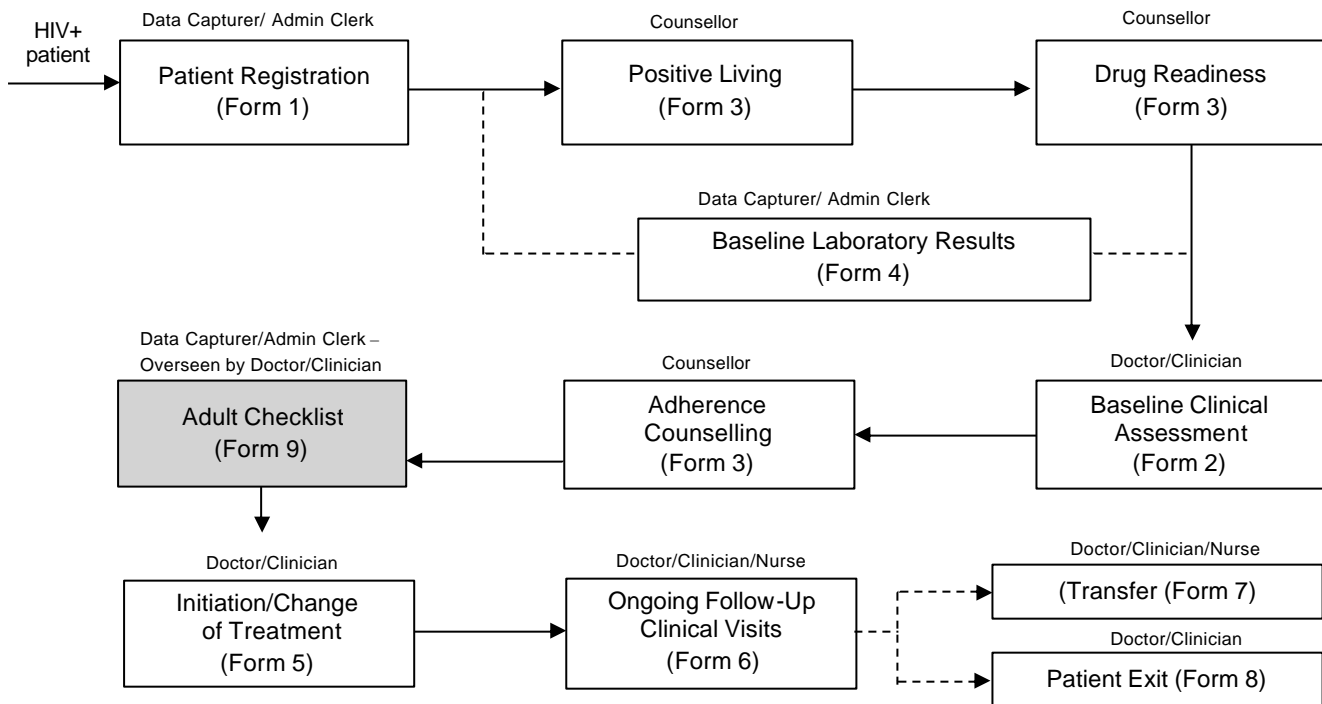 HIV+
patient
Data Capturer/ Admin Clerk
Patient Registration
(Form 1)
Counsellor
Positive Living
(Form 3)
Counsellor
Drug Readiness
(Form 3)
Data Capturer/ Admin Clerk
Baseline Laboratory Results
(Form 4)
Doctor/Clinician
Baseline Clinical
Assessment
(Form 2)
Counsellor
Adherence
Counselling
(Form 3)
Data Capturer/Admin Clerk –
Overseen by Doctor/Clinician
Adult Checklist
(Form 9)
Doctor/Clinician
Initiation/Change
of Treatment
(Form 5)
Doctor/Clinician/Nurse
Ongoing Follow-Up
Clinical Visits
(Form 6)
Doctor/Clinician/Nurse
(Transfer (Form 7)
Doctor/Clinician
Patient Exit (Form 8)